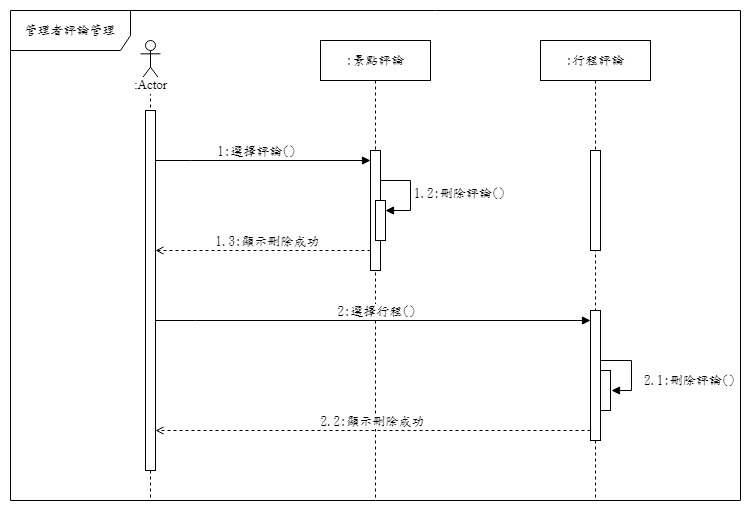 管理者評論管理
:Actor
:景點評論
:行程評論
1:選擇評論()
1.2:刪除評論()
1.3:顯示刪除成功
2:選擇行程()
2.1:刪除評論()
2.2:顯示刪除成功